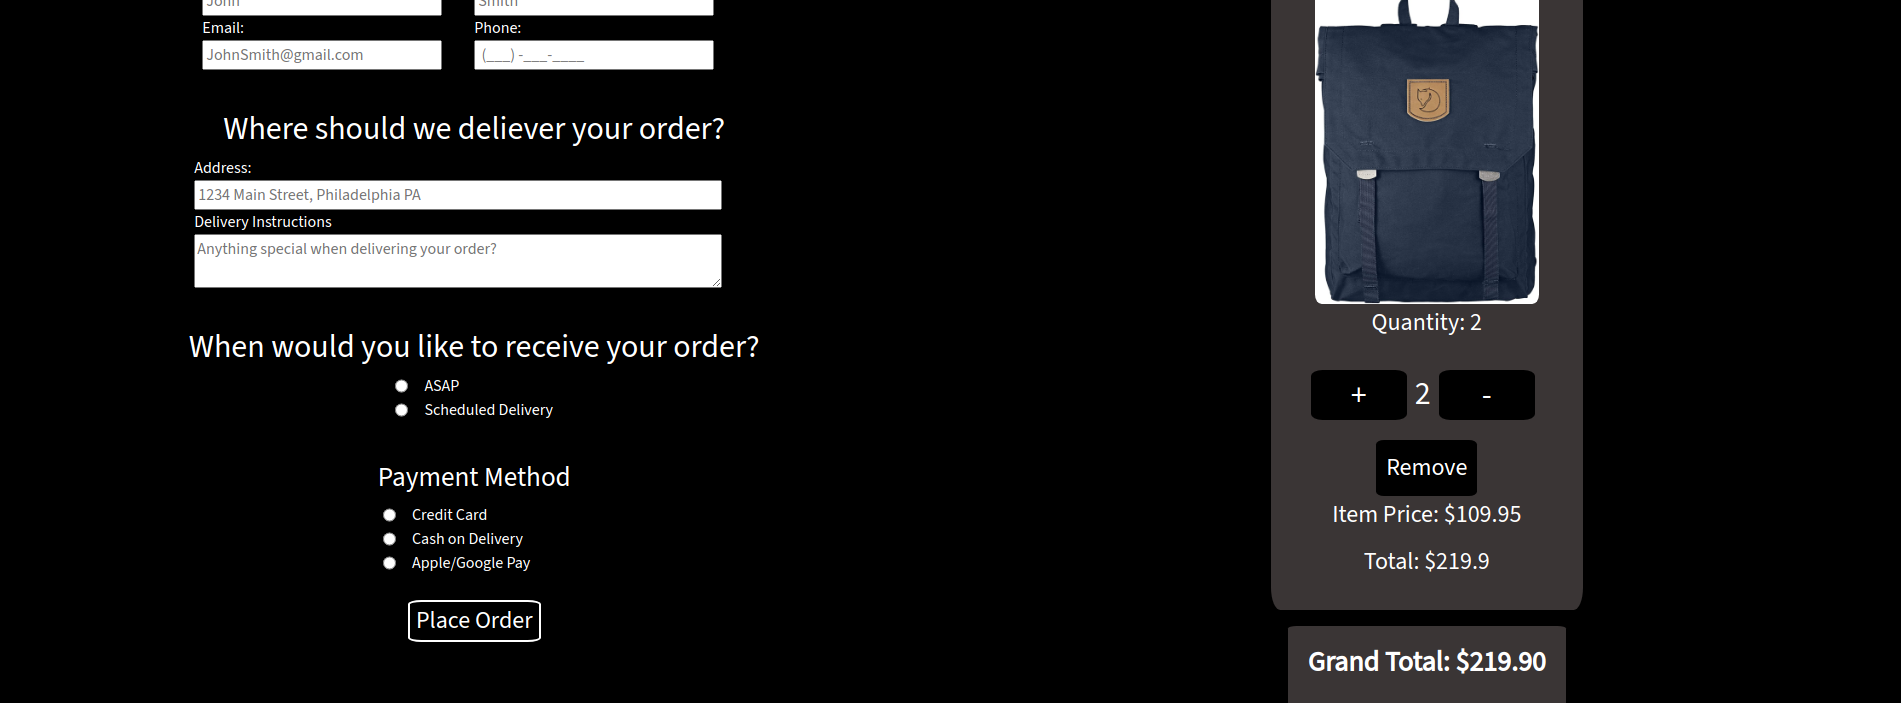 John Smith
Email: Phone:
JohnSmith@gmail.com (___) -___-____
Where should we deliever your order?
Address:
1234 Main Street, Philadelphia PA
Delivery Instructions
Anything special when delivering your order?
When would you like to receive your order?
ASAP
Scheduled Delivery
Payment Method
Credit Card
Cash on Delivery
Apple/Google Pay
Place Order
Quantity: 2
+ 2 -
Remove
Item Price: $109.95
Total: $219.9
Grand Total: $219.90